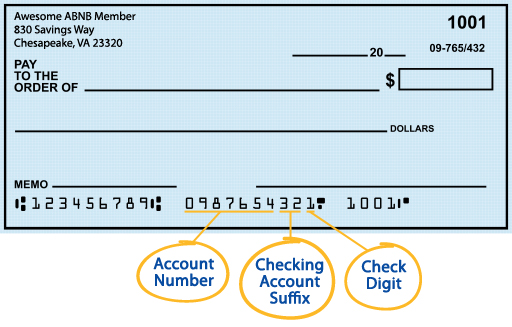 Awesome ABNB Member
830 Savings Way
Chesapeake, VA 23320
1001
09-765/432
20
PAY
TO THE
ORDER OF
$
DOLLARS
MEMO
⑆123456789⑆ 0987654321⑈ 1001⑈
Account
Number
Checking
Account
Suffix
Check
Digit